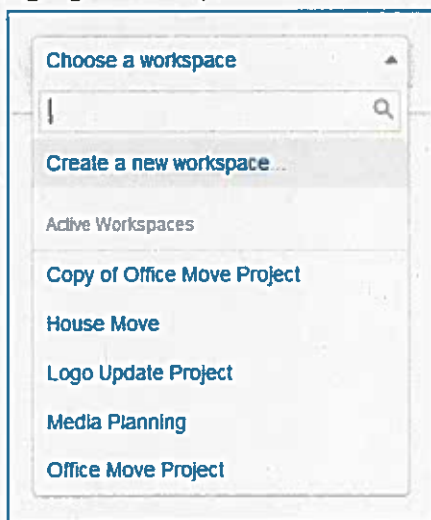 Choose a workspace
Create a new workspace...
Active Workspaces
Copy of Office Move Project
House Move
Logo Update Project
Media Planning
Office Move Project